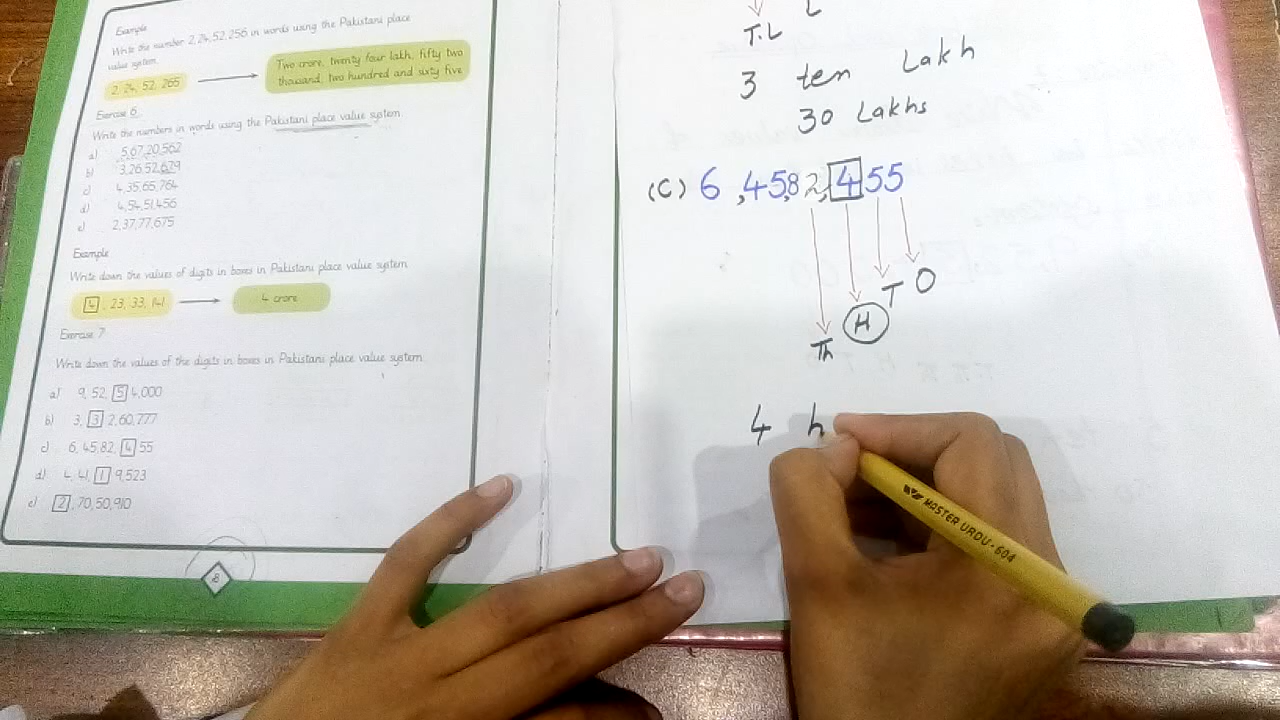 Example
Write the number 2,24,52,256 in words using the Pakistani place
value system.
2, 24, 52, 265
Two crore, twenty four lakh, fifty two
thousand, two hundred and sixty five
Exercise 6
Write the numbers in words using the Pakistani place value system
a) 5,67,20,562
b) 3,26,52,679
c) 4,35,65,764
d) 4,54,51,456
e) 2,37,77,675
Example
Write down the values of digits in boxes in Pakistani place value system
4, 23, 33, 141
4 crore
Exercise 7
Write down the values of the digits in boxes in Pakistani place value system
a) 9, 52, 5 4,000
b) 3, 3 2,60,777
c) 6, 45,82, 4 55
d) 4, 41, 1 9,523
e) 2, 70,50,910
8
T.L L
3 ten Lakh
30 Lakhs
(C) 6,45,82,455
T O
H
Th
4 h
MASTER URDU-604